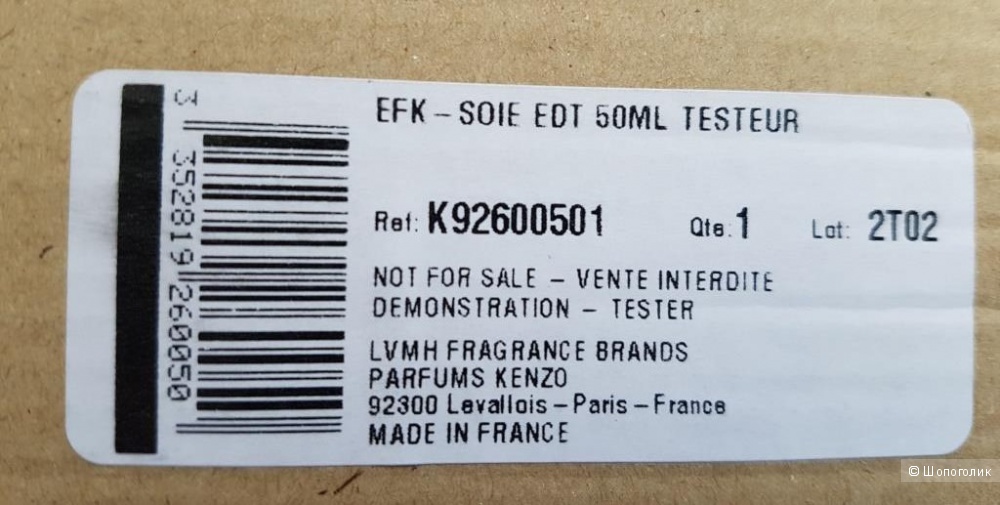 EFK – SOIE EDT 50ML TESTEUR
Ref: K92600501 Qte: 1 Lot: 2T02
NOT FOR SALE – VENTE INTERDITE
DEMONSTRATION – TESTER
LVMH FRAGRANCE BRANDS
PARFUMS KENZO
92300 Levallois – Paris – France
MADE IN FRANCE
3 352819 260050
© Шопоголик